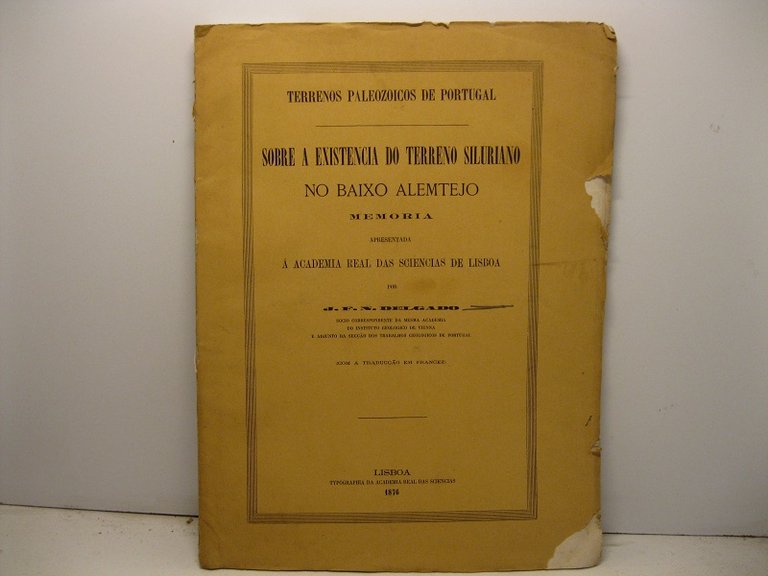 TERRENOS PALEOZOICOS DE PORTUGAL
SOBRE A EXISTENCIA DO TERRENO SILURIANO
NO BAIXO ALEMTEJO
MEMORIA
APRESENTADA
Á ACADEMIA REAL DAS SCIENCIAS DE LISBOA
POR
J. F. N. DELGADO
SOCIO CORRESPONDENTE DA MESMA ACADEMIA
DO INSTITUTO GEOLOGICO DE VIENNA
E ADJUNTO DA SECÇÃO DOS TRABALHOS GEOLOGICOS DE PORTUGAL
(COM A TRADUCÇÃO EM FRANCEZ)
LISBOA
TYPOGRAPHIA DA ACADEMIA REAL DAS SCIENCIAS
1876